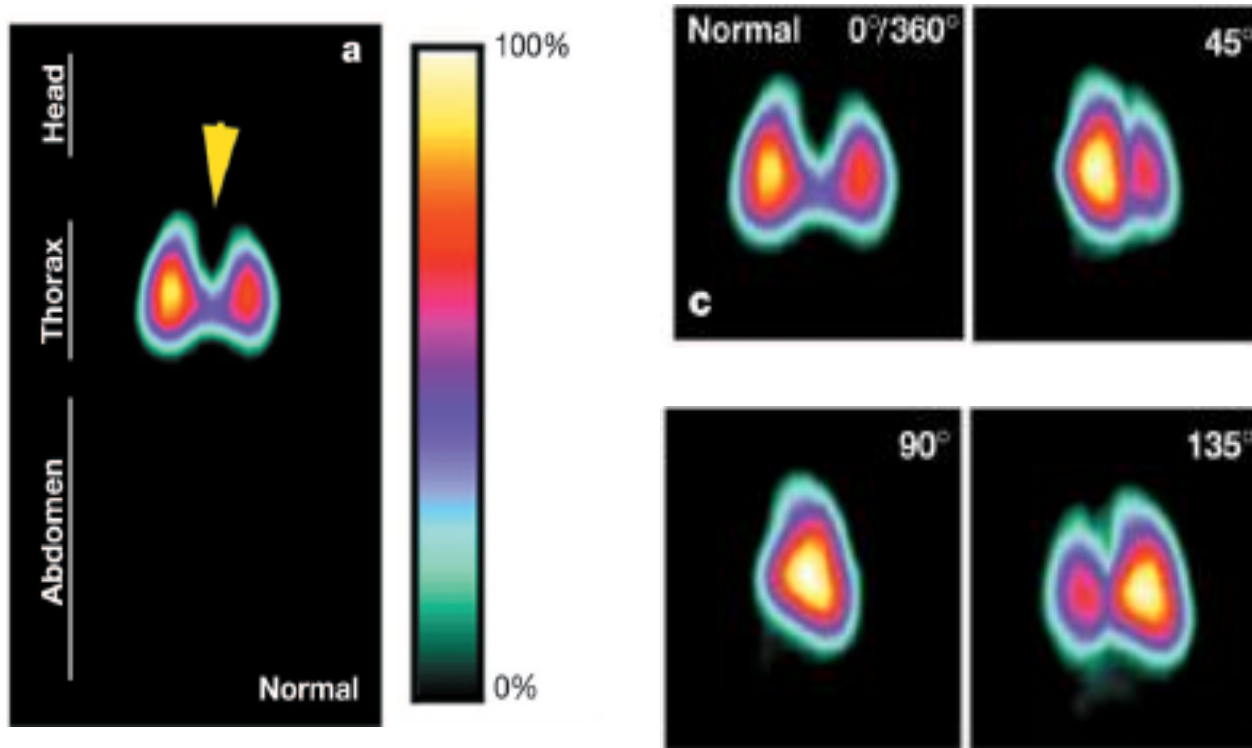 a
Head
Thorax
Abdomen
Normal
100%
0%
Normal 0°/360°
c
45°
90°
135°